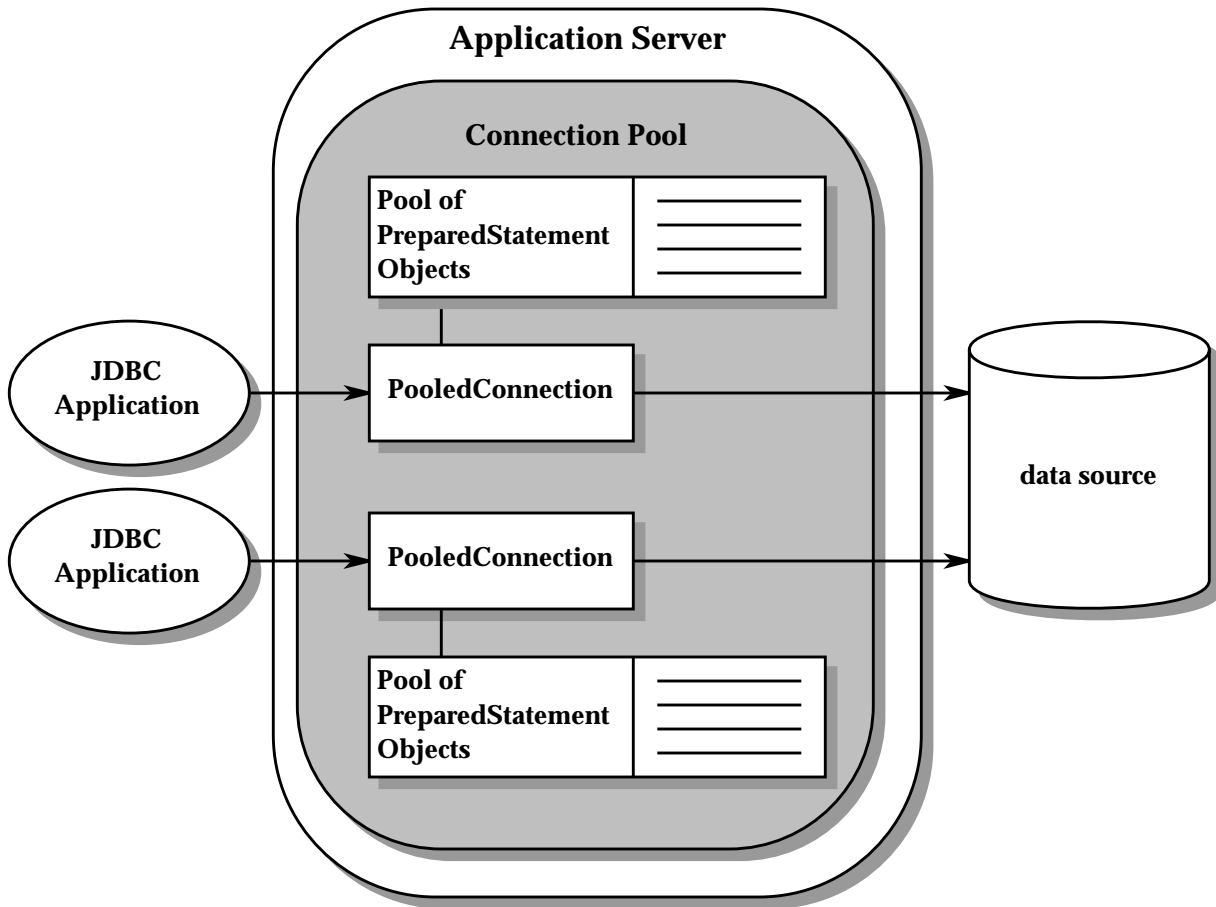 Application Server
Connection Pool
Pool of
PreparedStatement
Objects
JDBC
Application
PooledConnection
data source
JDBC
Application
PooledConnection
Pool of
PreparedStatement
Objects